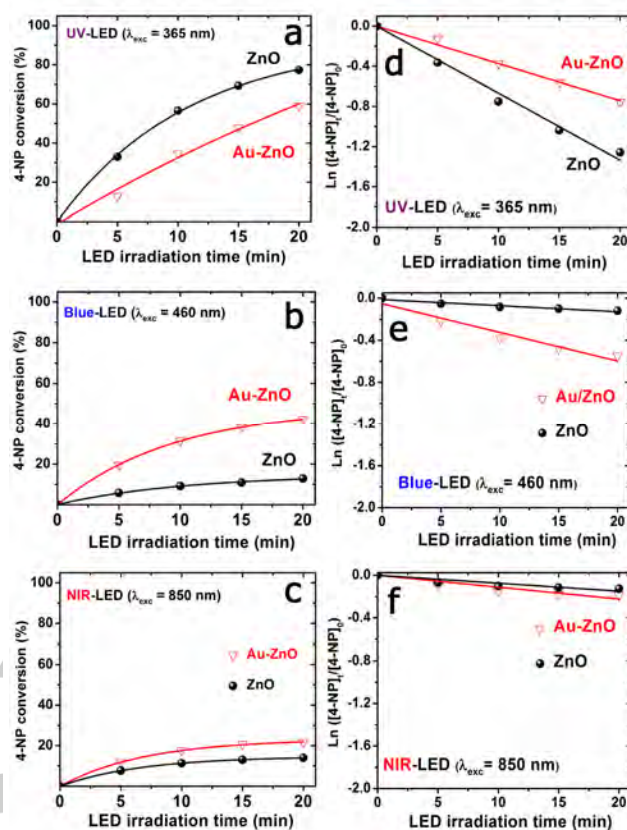 a
UV-LED (λexc = 365 nm)
ZnO
Au-ZnO
4-NP conversion (%)
100
80
60
40
20
0 5 10 15 20
LED irradiation time (min)
d
Au-ZnO
ZnO
UV-LED (λexc = 365 nm)
Ln ([4-NP]t/[4-NP]0)
0.0
-0.4
-0.8
-1.2
-1.6
-2.0
0 5 10 15 20
LED irradiation time (min)
b
Blue-LED (λexc = 460 nm)
Au-ZnO
ZnO
4-NP conversion (%)
100
80
60
40
20
0 5 10 15 20
LED irradiation time (min)
e
Au/ZnO
ZnO
Blue-LED (λexc = 460 nm)
Ln ([4-NP]t/[4-NP]0)
0.0
-0.4
-0.8
-1.2
-1.6
-2.0
0 5 10 15 20
LED irradiation time (min)
c
NIR-LED (λexc = 850 nm)
Au-ZnO
ZnO
4-NP conversion (%)
100
80
60
40
20
0 5 10 15 20
LED irradiation time (min)
f
Au-ZnO
ZnO
NIR-LED (λexc = 850 nm)
Ln ([4-NP]t/[4-NP]0)
0.0
-0.4
-0.8
-1.2
-1.6
-2.0
0 5 10 15 20
LED irradiation time (min)